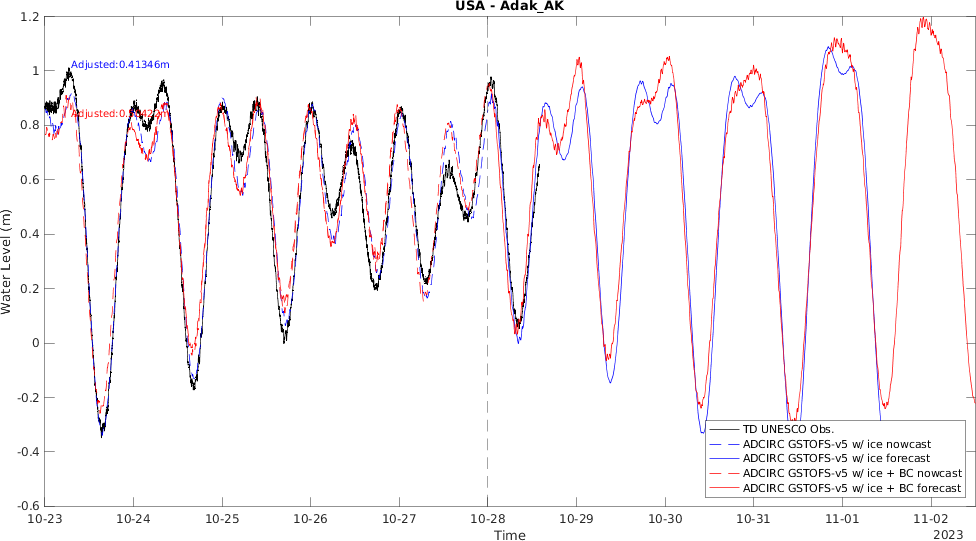 USA - Adak_AK
1.2
1
0.8
0.6
0.4
0.2
0
-0.2
-0.4
-0.6
Water Level (m)
Adjusted:0.41346m
TD UNESCO Obs.
ADCIRC GSTOFS-v5 w/ ice nowcast
ADCIRC GSTOFS-v5 w/ ice forecast
ADCIRC GSTOFS-v5 w/ ice + BC nowcast
ADCIRC GSTOFS-v5 w/ ice + BC forecast
10-23 10-24 10-25 10-26 10-27 10-28 10-29 10-30 10-31 11-01 11-02
Time
2023